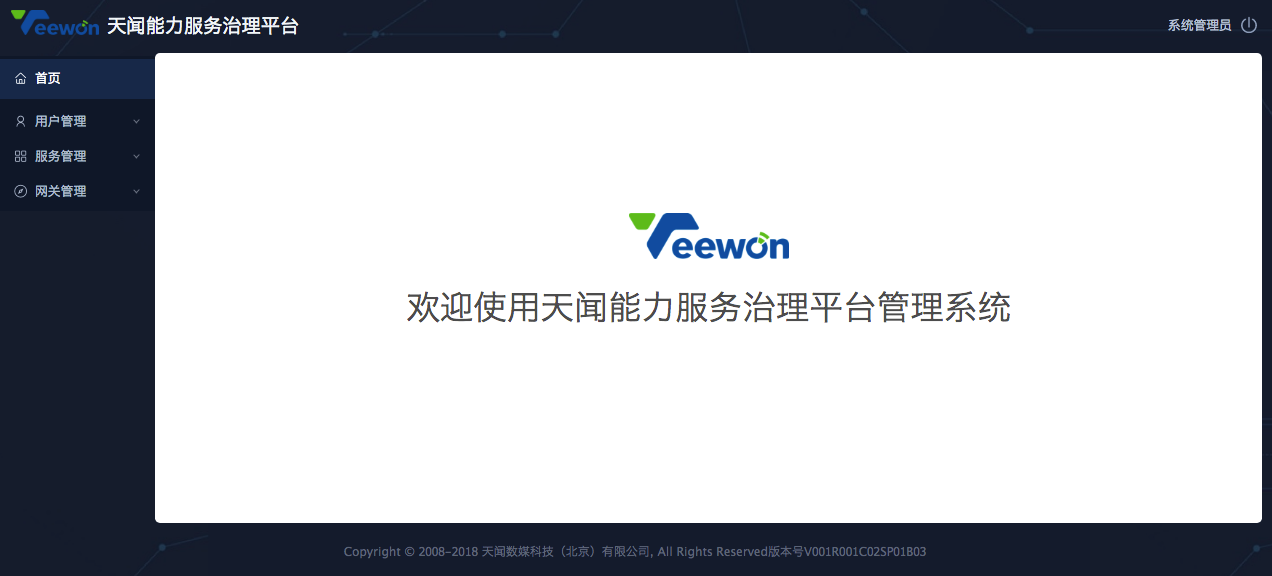 Teewon 天闻能力服务治理平台
系统管理员
首页
用户管理
服务管理
网关管理
Teewon
欢迎使用天闻能力服务治理平台管理系统
Copyright © 2008-2018 天闻数媒科技（北京）有限公司, All Rights Reserved版本号V001R001C02SP01B03